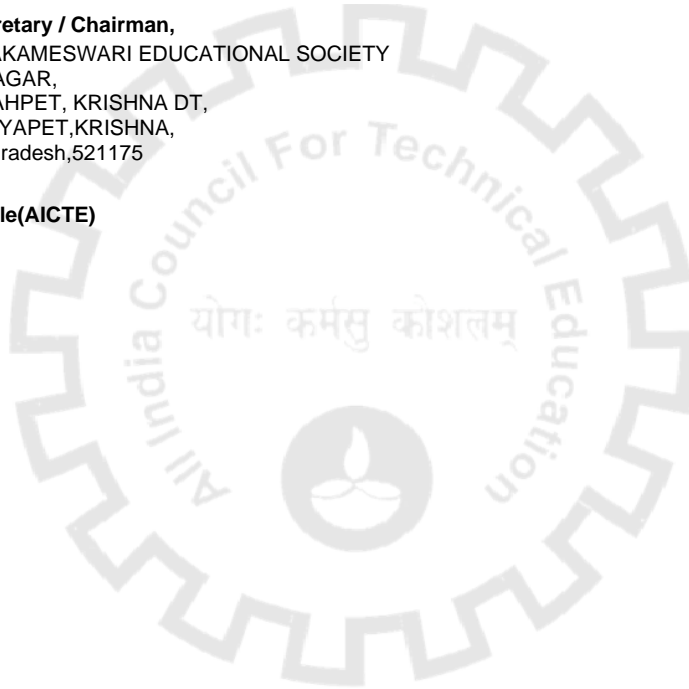 retary / Chairman,
AKAMESWARI EDUCATIONAL SOCIETY
AGAR,
AHPET, KRISHNA DT,
YAPET,KRISHNA,
radesh,521175
le(AICTE)
All India Council For Technical Education
योगः कर्मसु कोशलम्